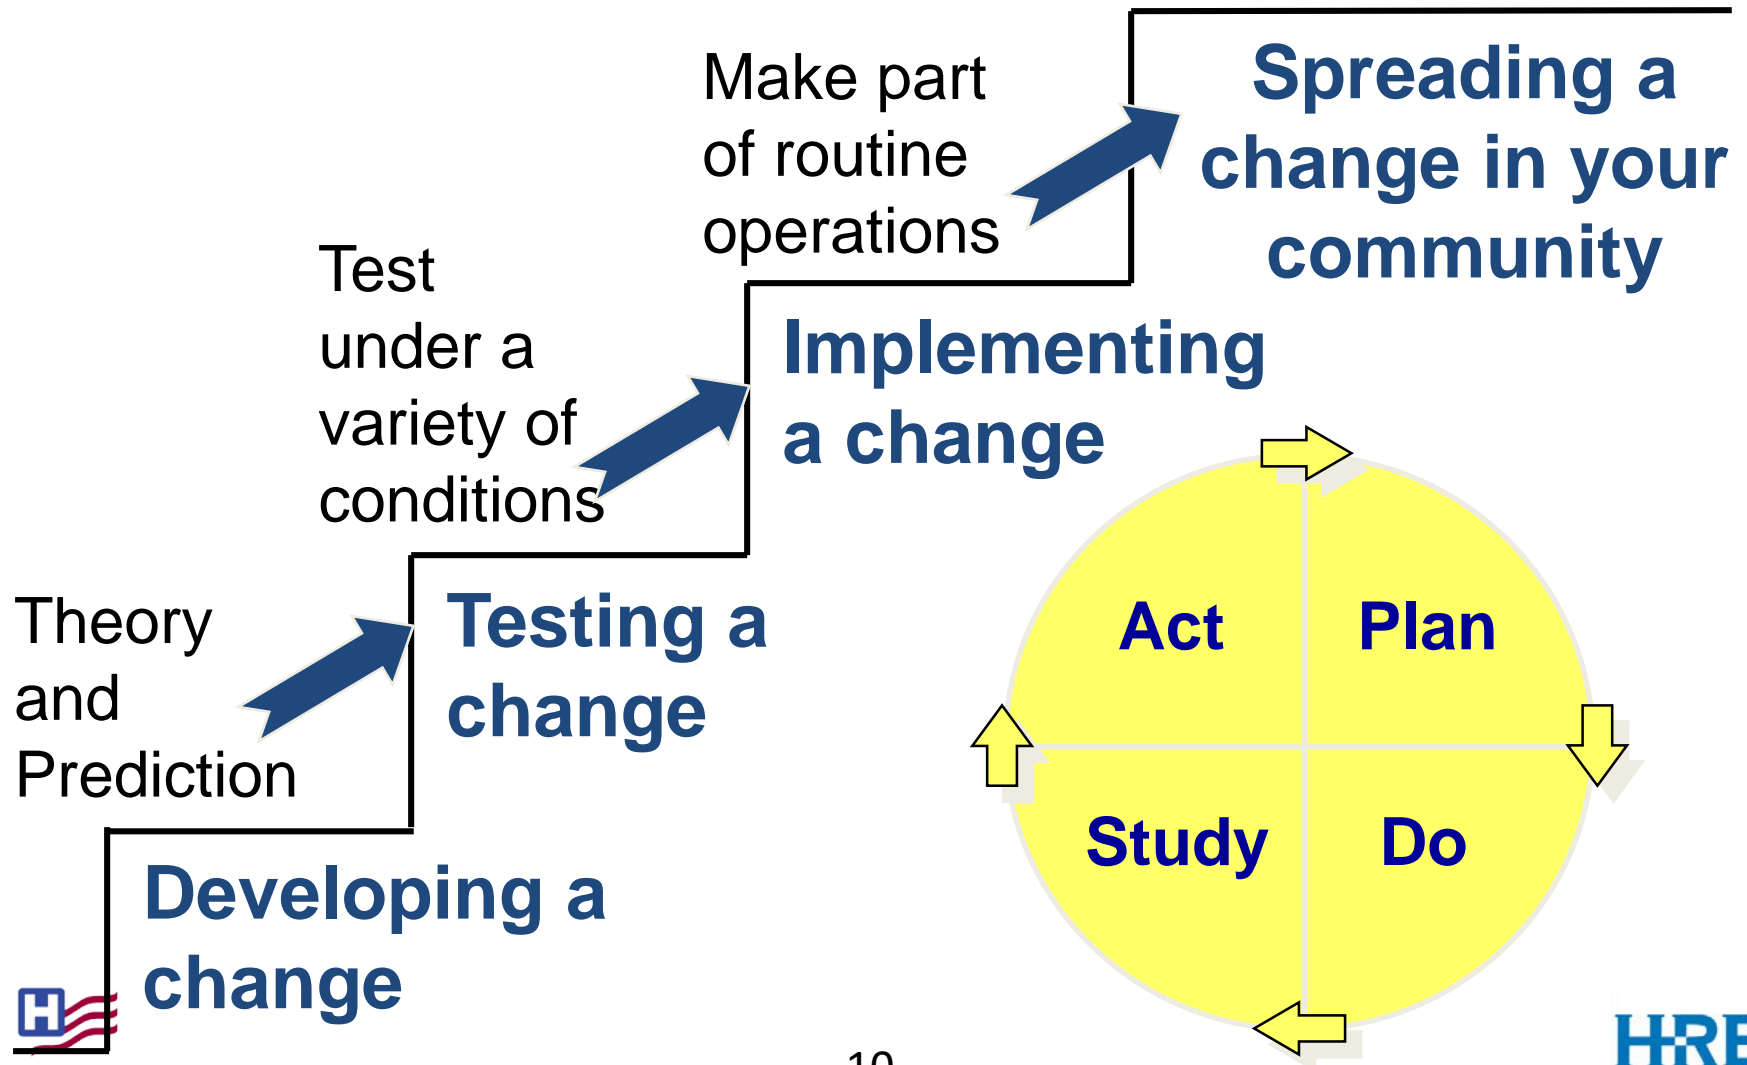 Make part
of routine
operations
Spreading a
change in your
community
Test
under a
variety of
conditions
Implementing
a change
Theory
and
Prediction
Testing a
change
Act
Plan
Study
Do
Developing a
change
H
10